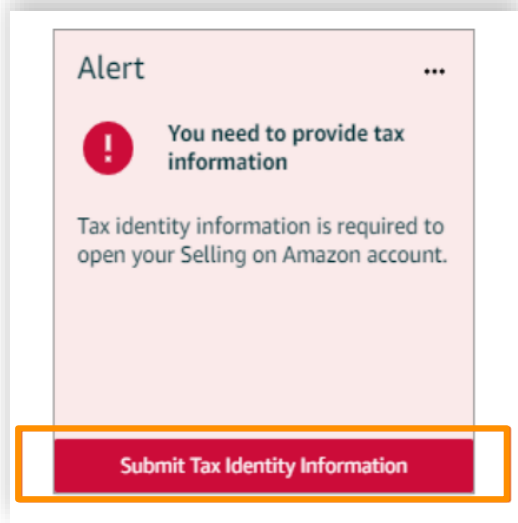 Alert
...
!
You need to provide tax
information
Tax identity information is required to
open your Selling on Amazon account.
Submit Tax Identity Information